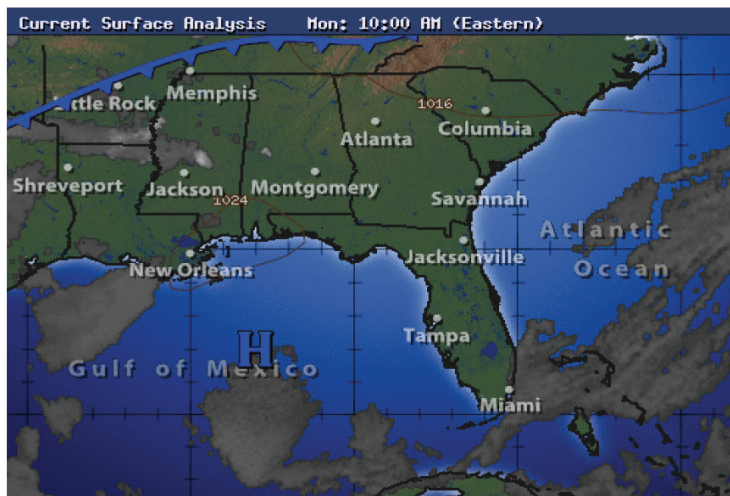 Current Surface Analysis Mon: 10:00 AM (Eastern)
ttle Rock
Memphis
1016
Atlanta
Columbia
Shreveport
Jackson
Montgomery
Savannah
1024
Atlantic
Ocean
Jacksonville
New Orleans
Tampa
H
Gulf of Mexico
Miami